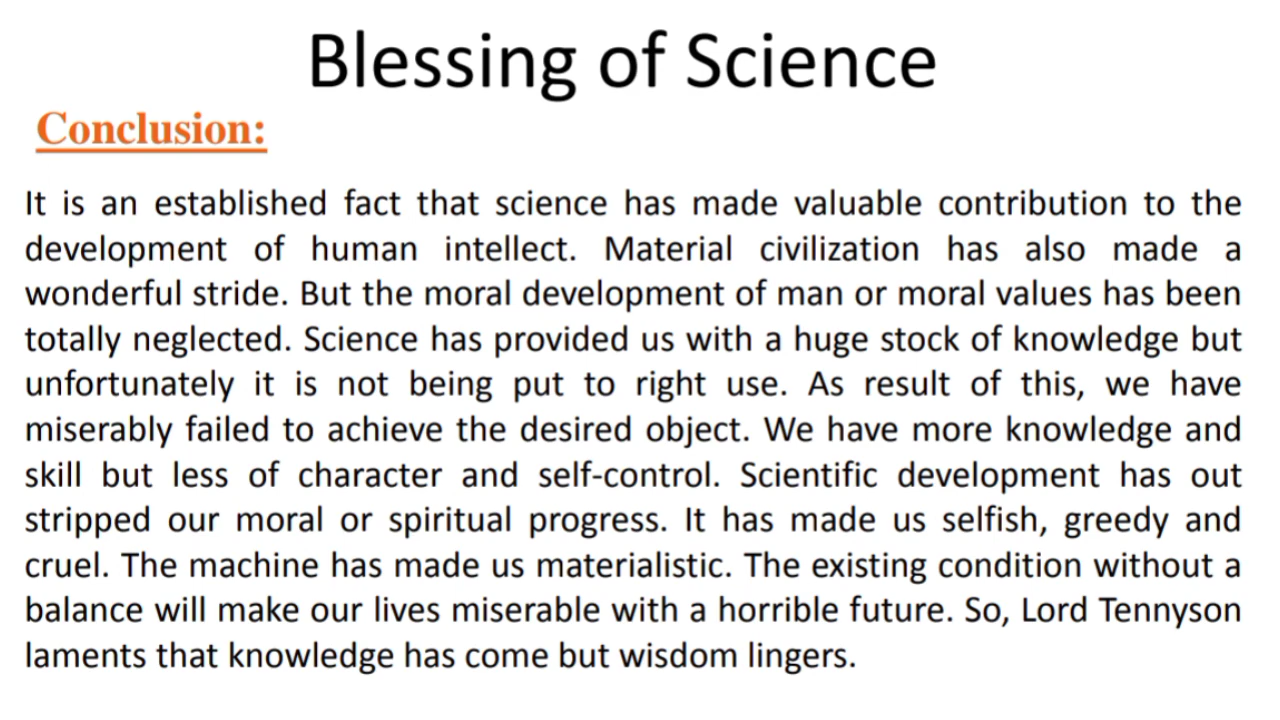 Blessing of Science
Conclusion:
It is an established fact that science has made valuable contribution to the
development of human intellect. Material civilization has also made a
wonderful stride. But the moral development of man or moral values has been
totally neglected. Science has provided us with a huge stock of knowledge but
unfortunately it is not being put to right use. As result of this, we have
miserably failed to achieve the desired object. We have more knowledge and
skill but less of character and self-control. Scientific development has out
stripped our moral or spiritual progress. It has made us selfish, greedy and
cruel. The machine has made us materialistic. The existing condition without a
balance will make our lives miserable with a horrible future. So, Lord Tennyson
laments that knowledge has come but wisdom lingers.